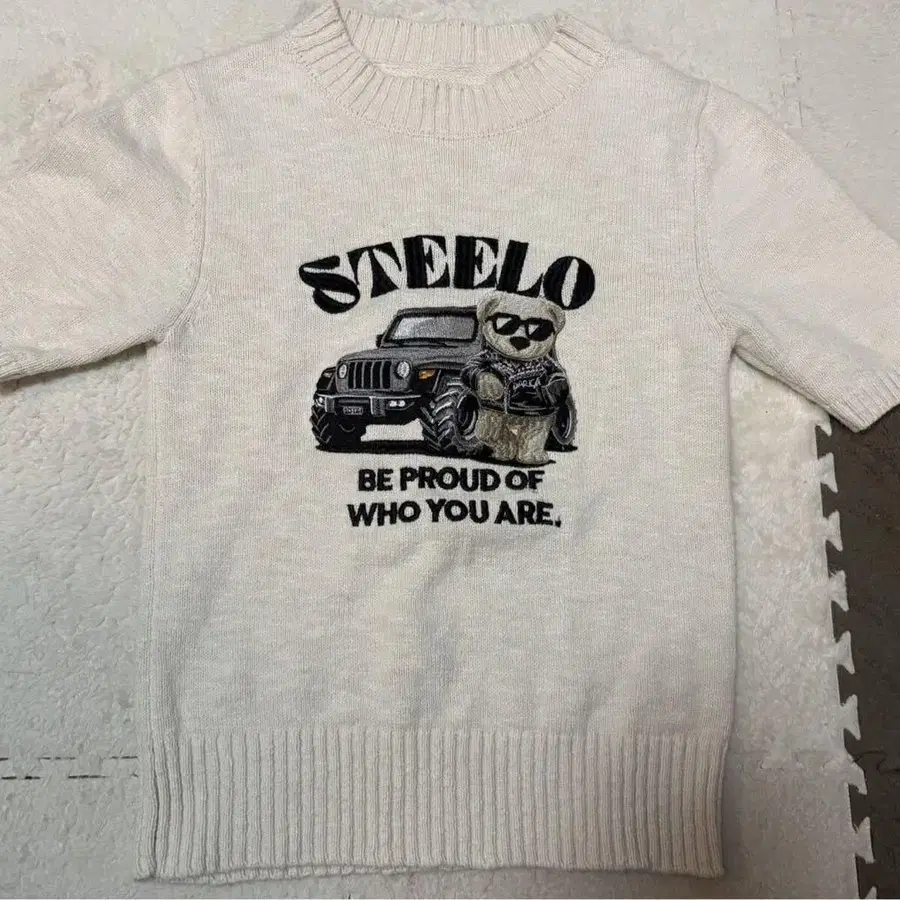 STEELO
BE PROUD OF
WHO YOU ARE.